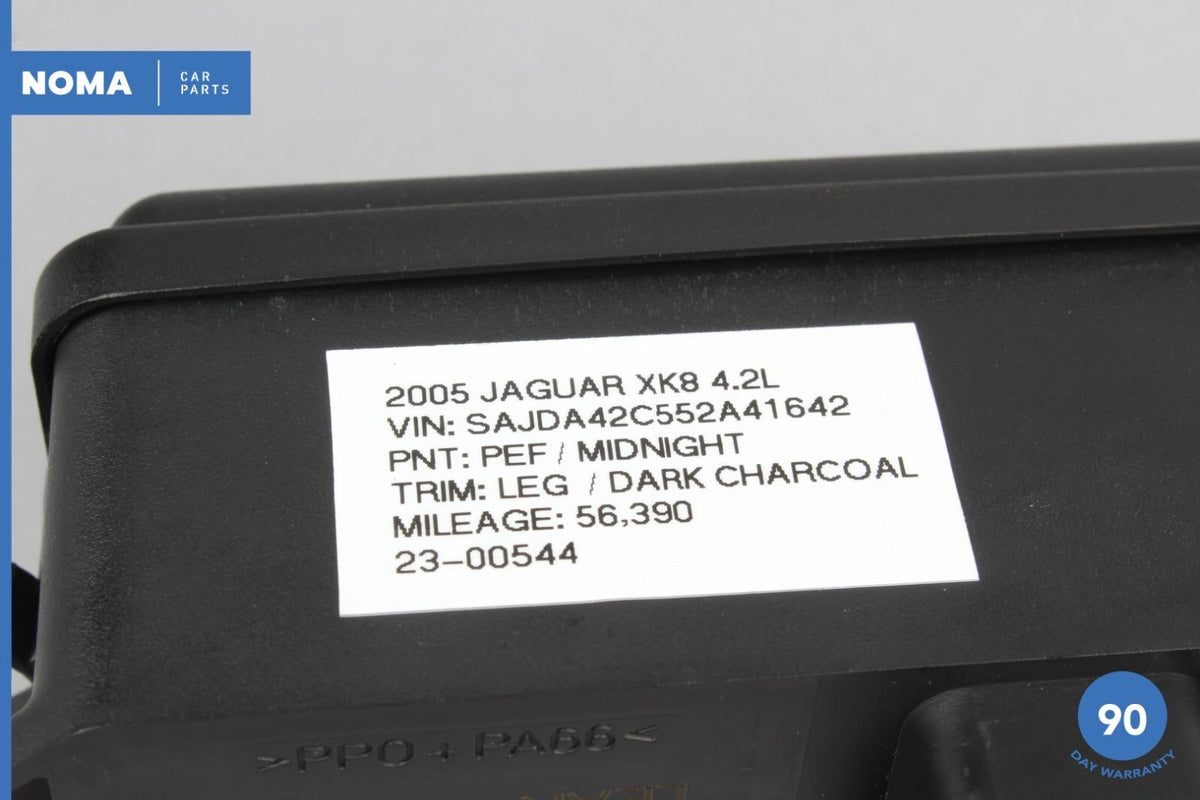 NOMA
CAR
PARTS
2005 JAGUAR XK8 4.2L
VIN: SAJDA42C552A41642
PNT: PEF / MIDNIGHT
TRIM: LEG / DARK CHARCOAL
MILEAGE: 56,390
23-00544
>PPO + PA66<
90
DAY WARRANTY